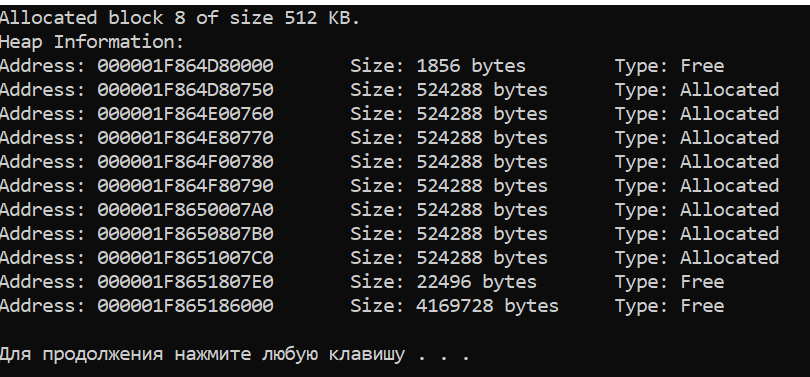 Allocated block 8 of size 512 KB.
Heap Information:
Address: 000001F864D80000 Size: 1856 bytes Type: Free
Address: 000001F864D80750 Size: 524288 bytes Type: Allocated
Address: 000001F864E00760 Size: 524288 bytes Type: Allocated
Address: 000001F864E80770 Size: 524288 bytes Type: Allocated
Address: 000001F864F00780 Size: 524288 bytes Type: Allocated
Address: 000001F864F80790 Size: 524288 bytes Type: Allocated
Address: 000001F8650007A0 Size: 524288 bytes Type: Allocated
Address: 000001F8650807B0 Size: 524288 bytes Type: Allocated
Address: 000001F8651007C0 Size: 524288 bytes Type: Allocated
Address: 000001F8651807E0 Size: 22496 bytes Type: Free
Address: 000001F865186000 Size: 4169728 bytes Type: Free
Для продолжения нажмите любую клавишу . . .